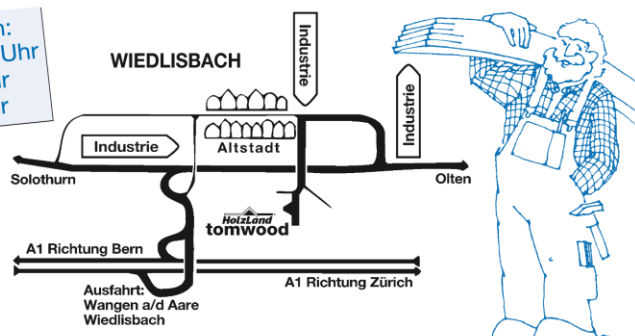 n:
Uhr
r
r
WIEDLISBACH
Industrie
Industrie
Industrie
Altstadt
Solothurn
Olten
HolzLand
tomwood
A1 Richtung Bern
A1 Richtung Zürich
Ausfahrt:
Wangen a/d Aare
Wiedlisbach